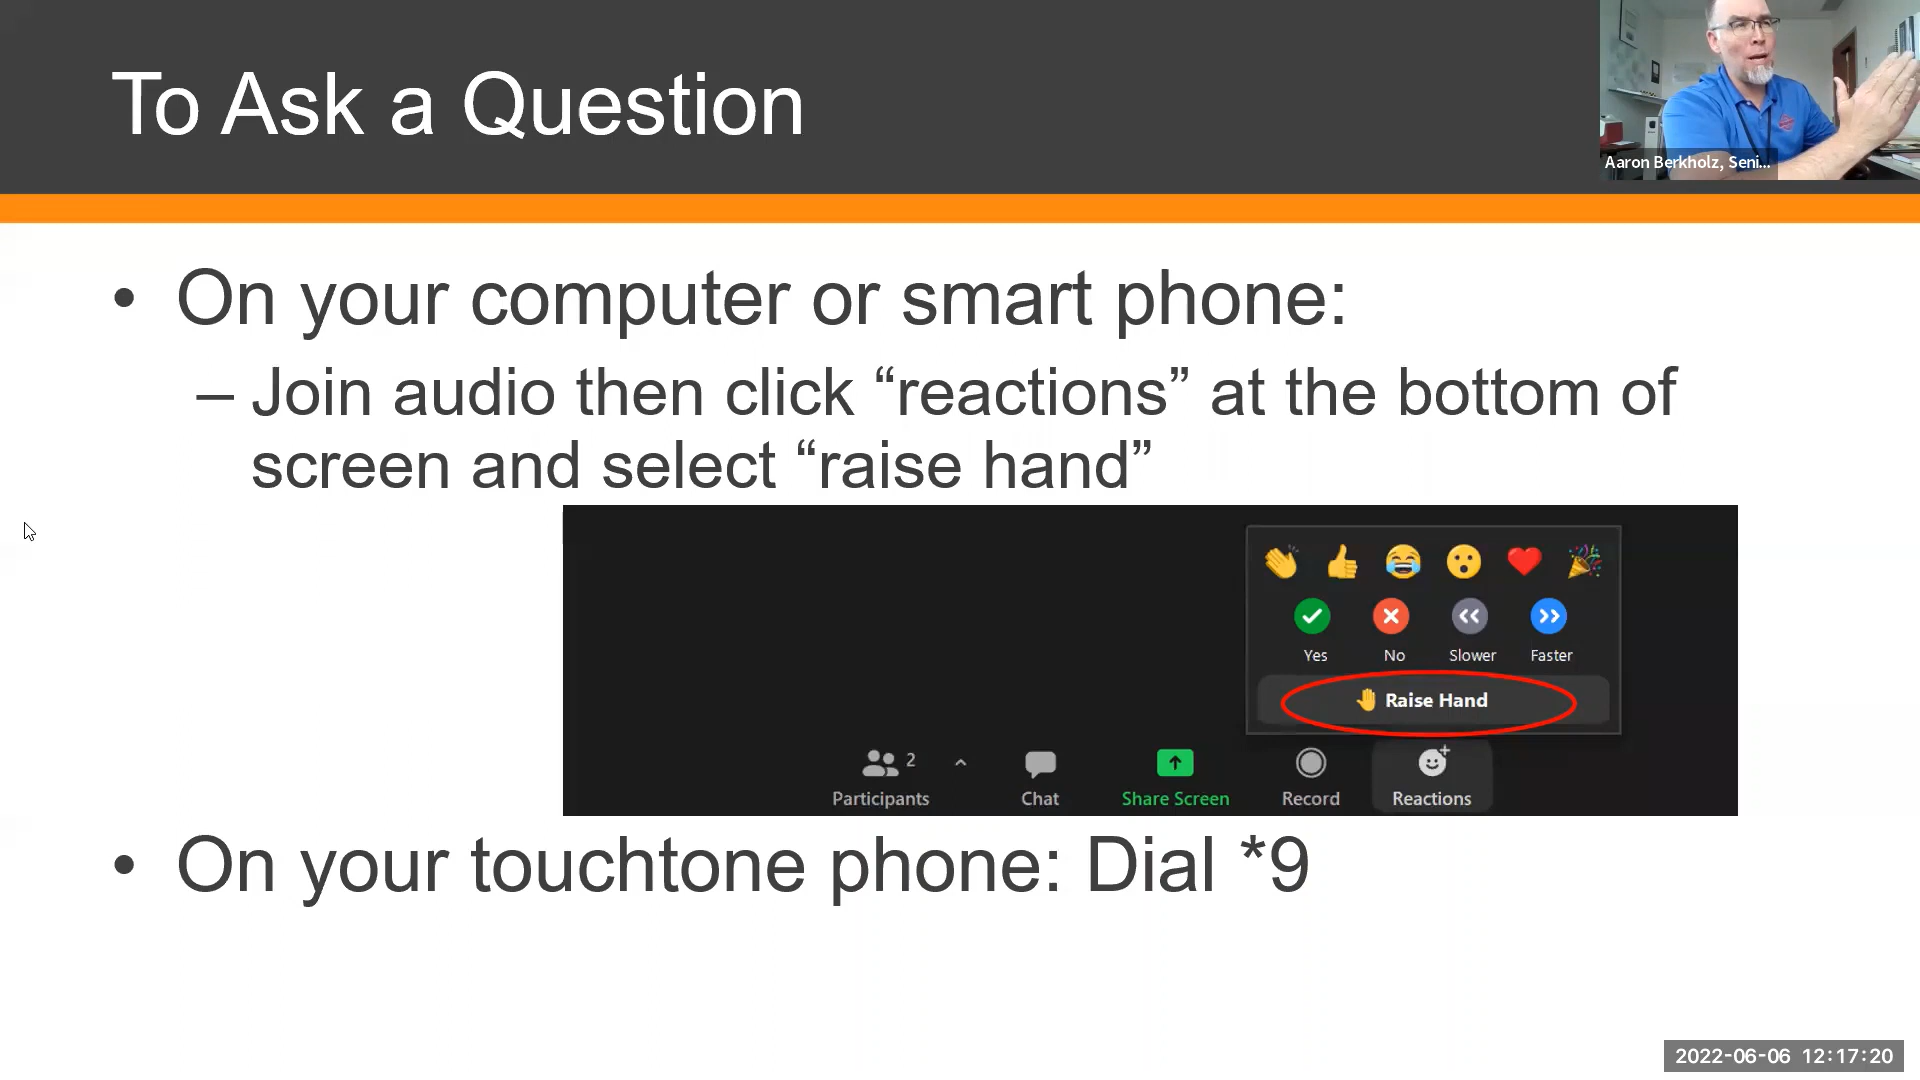 To Ask a Question
Aaron Berkholz, Seni...
• On your computer or smart phone:
– Join audio then click “reactions” at the bottom of
screen and select “raise hand”
Yes No Slower Faster
Raise Hand
2
Participants Chat Share Screen Record Reactions
• On your touchtone phone: Dial *9
2022-06-06 12:17:20